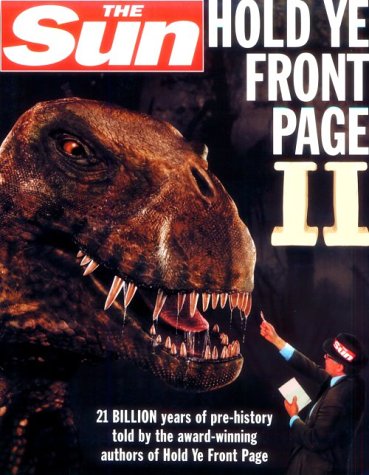 THE
Sun
HOLD YE
FRONT
PAGE
II
Sun
21 BILLION years of pre-history
told by the award-winning
authors of Hold Ye Front Page